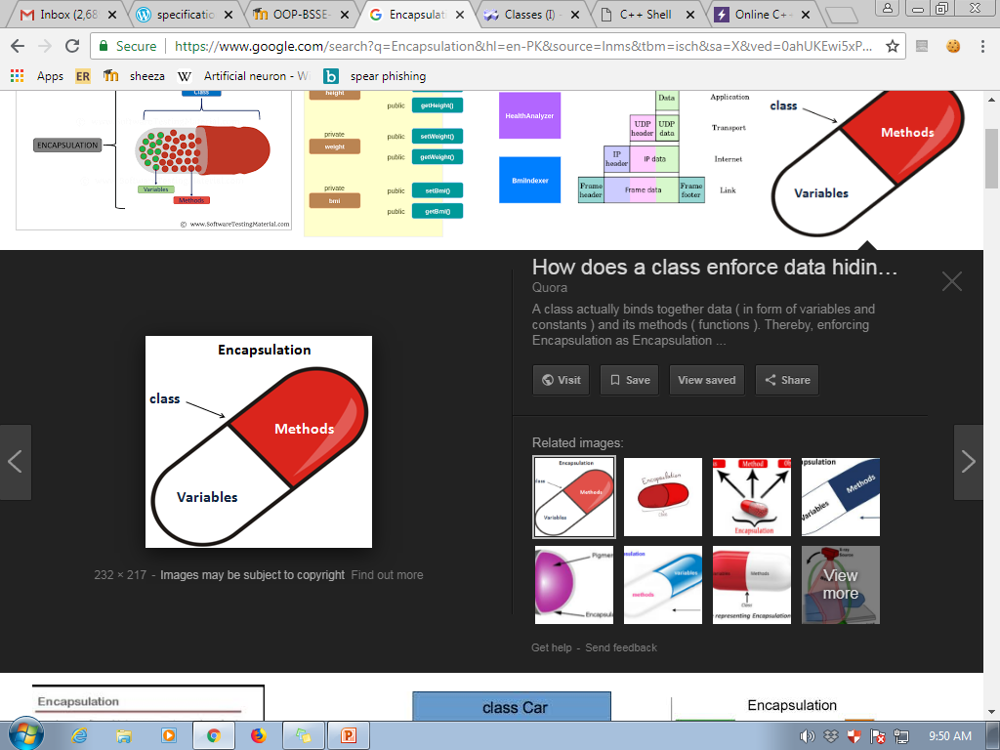 Inbox (2,68
specificatio
OOP-BSSE-
Encapsulati
Classes (I) -
C++ Shell
Online C+
Secure
https://www.google.com/search?q=Encapsulation&hl=en-PK&source=lnms&tbm=isch&sa=X&ved=0ahUKEwi5xP...
Apps
ER
sheeza
W
Artificial neuron - Wi
b
spear phishing
Class
ENCAPSULATION
Variables
Methods
© www.SoftwareTestingMaterial.com
height
public
getHeight()
private
weight
public
setWeight()
public
getWeight()
private
bmi
public
setBmi()
public
getBmi()
HealthAnalyzer
BmiIndexer
Data
Application
UDP header
UDP data
Transport
IP header
IP data
Internet
Frame header
Frame data
Frame footer
Link
class
Methods
Variables
How does a class enforce data hidin...
Quora
A class actually binds together data ( in form of variables and
constants ) and its methods ( functions ). Thereby, enforcing
Encapsulation as Encapsulation ...
Visit
Save
View saved
Share
Encapsulation
class
Methods
Variables
232 × 217 - Images may be subject to copyright Find out more
Related images:
Encapsulation
Methods
Variables
Encapsulation
Class
Method
Encapsulation
psulation
Methods
Variables
Pigmen
Encapsul
ulation
variables
methods
Methods
Class
representing Encapsulation
View
more
Get help - Send feedback
Encapsulation
class Car
Encapsulation
9:50 AM